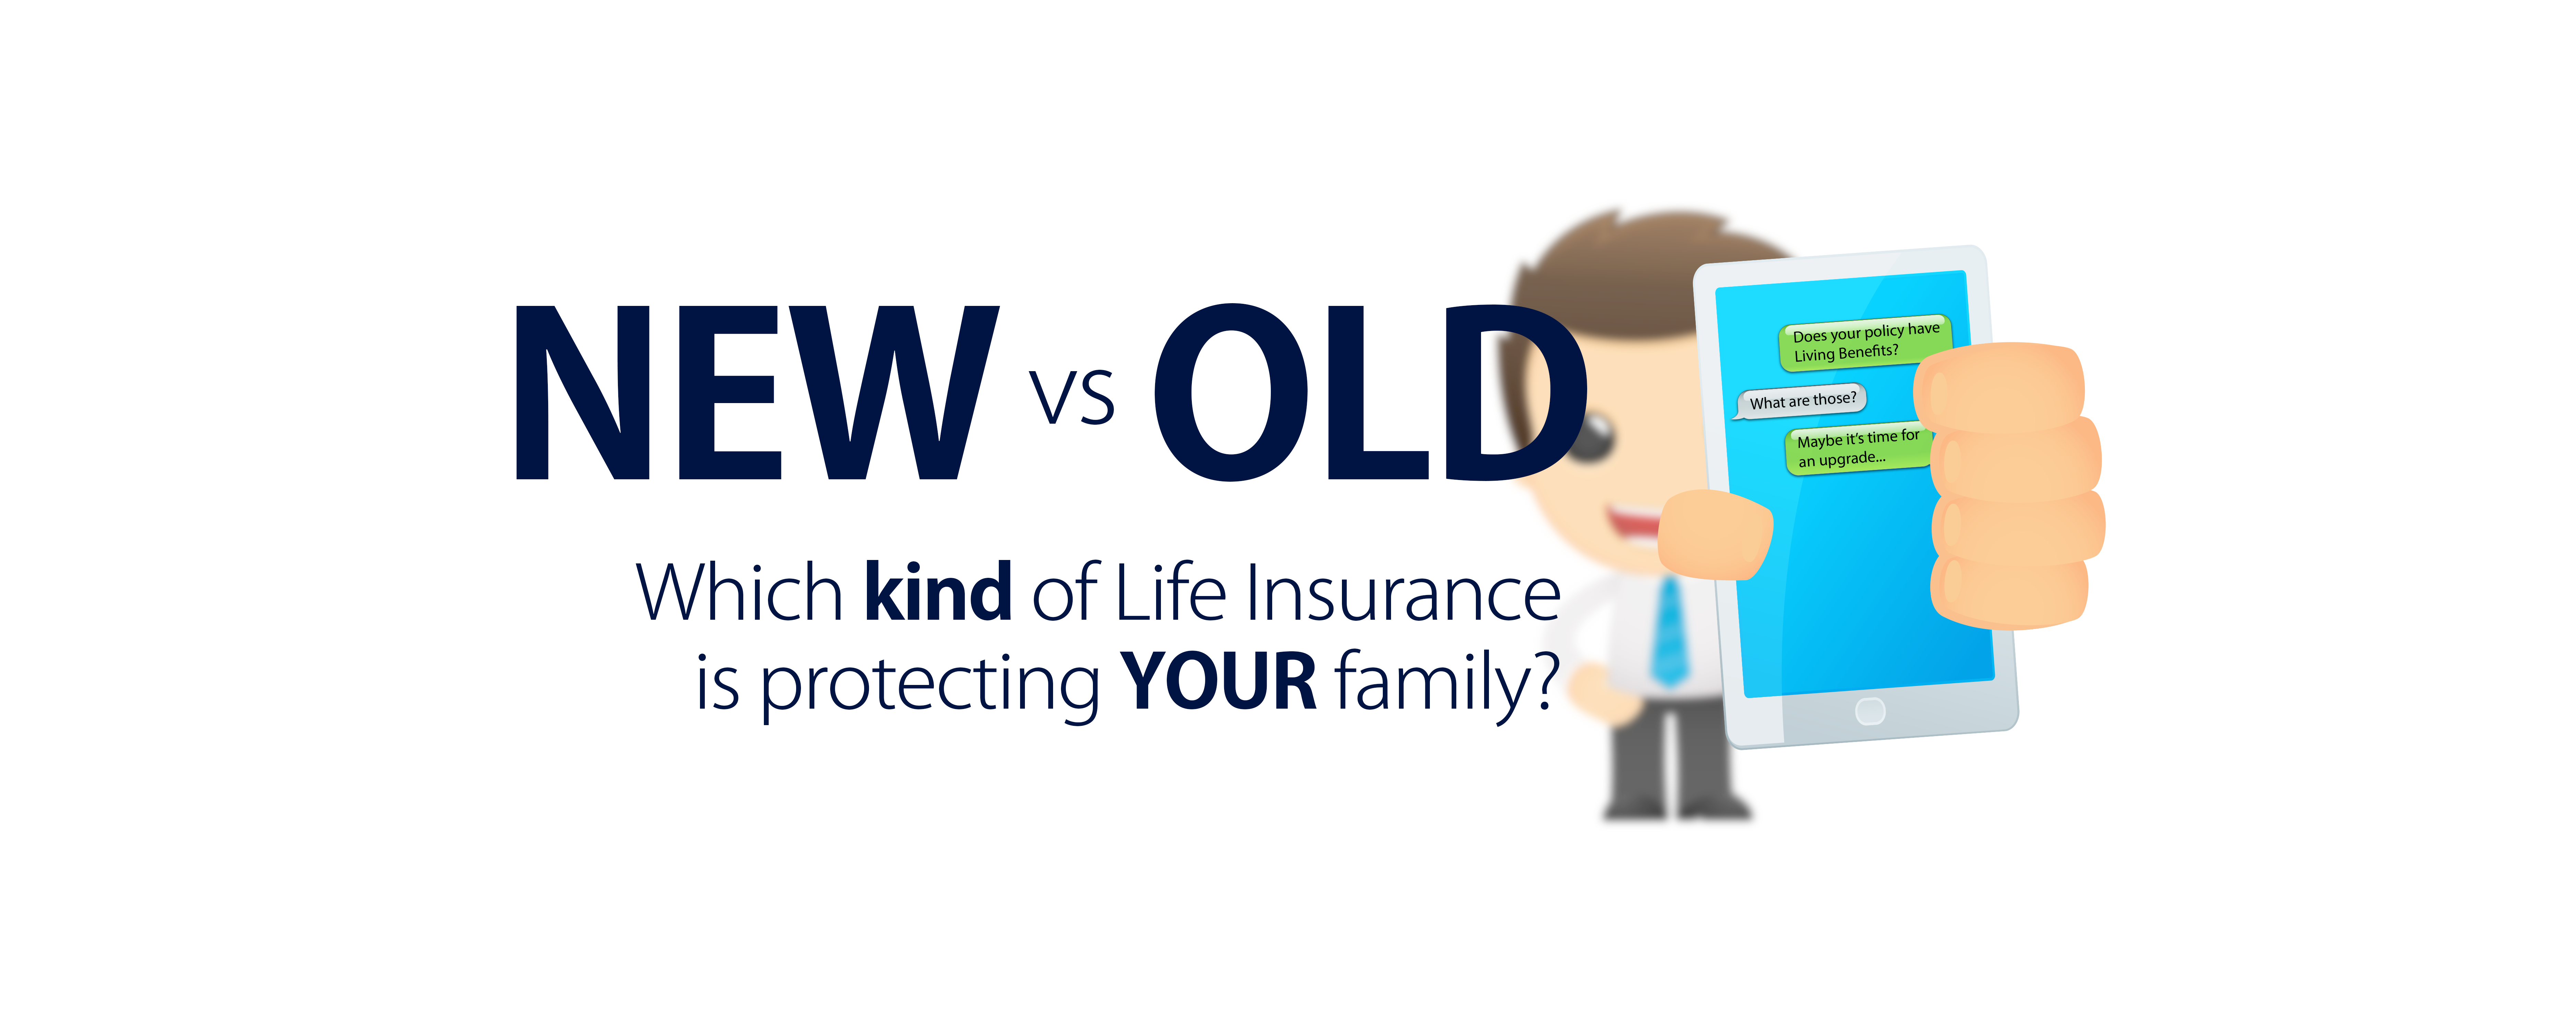 NEW vs OLD
Which kind of Life Insurance
is protecting YOUR family?
Does your policy have
Living Benefits?
What are those?
Maybe it's time for
an upgrade...